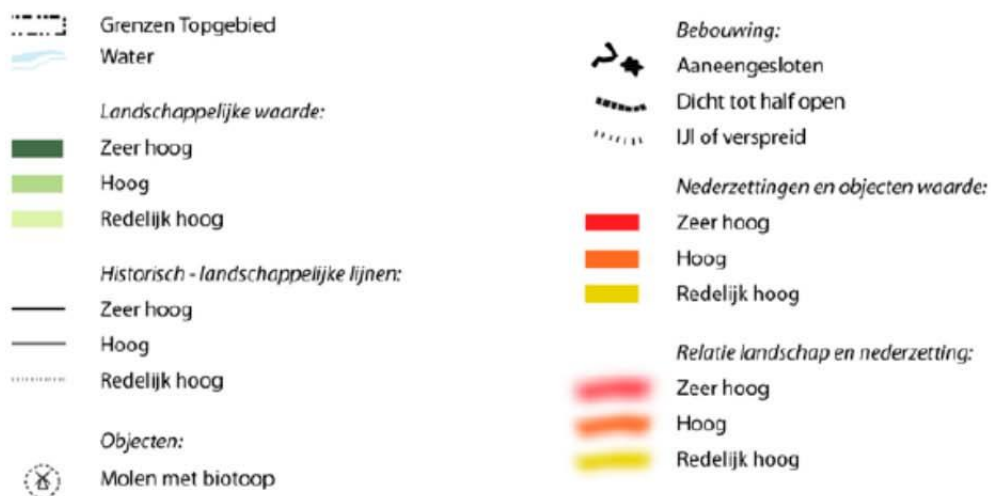 Grenzen Topgebied
Water
Landschappelijke waarde:
Zeer hoog
Hoog
Redelijk hoog
Historisch - landschappelijke lijnen:
Zeer hoog
Hoog
Redelijk hoog
Objecten:
Molen met biotoop
Bebouwing:
Aaneengesloten
Dicht tot half open
IJl of verspreid
Nederzettingen en objecten waarde:
Zeer hoog
Hoog
Redelijk hoog
Relatie landschap en nederzetting:
Zeer hoog
Hoog
Redelijk hoog